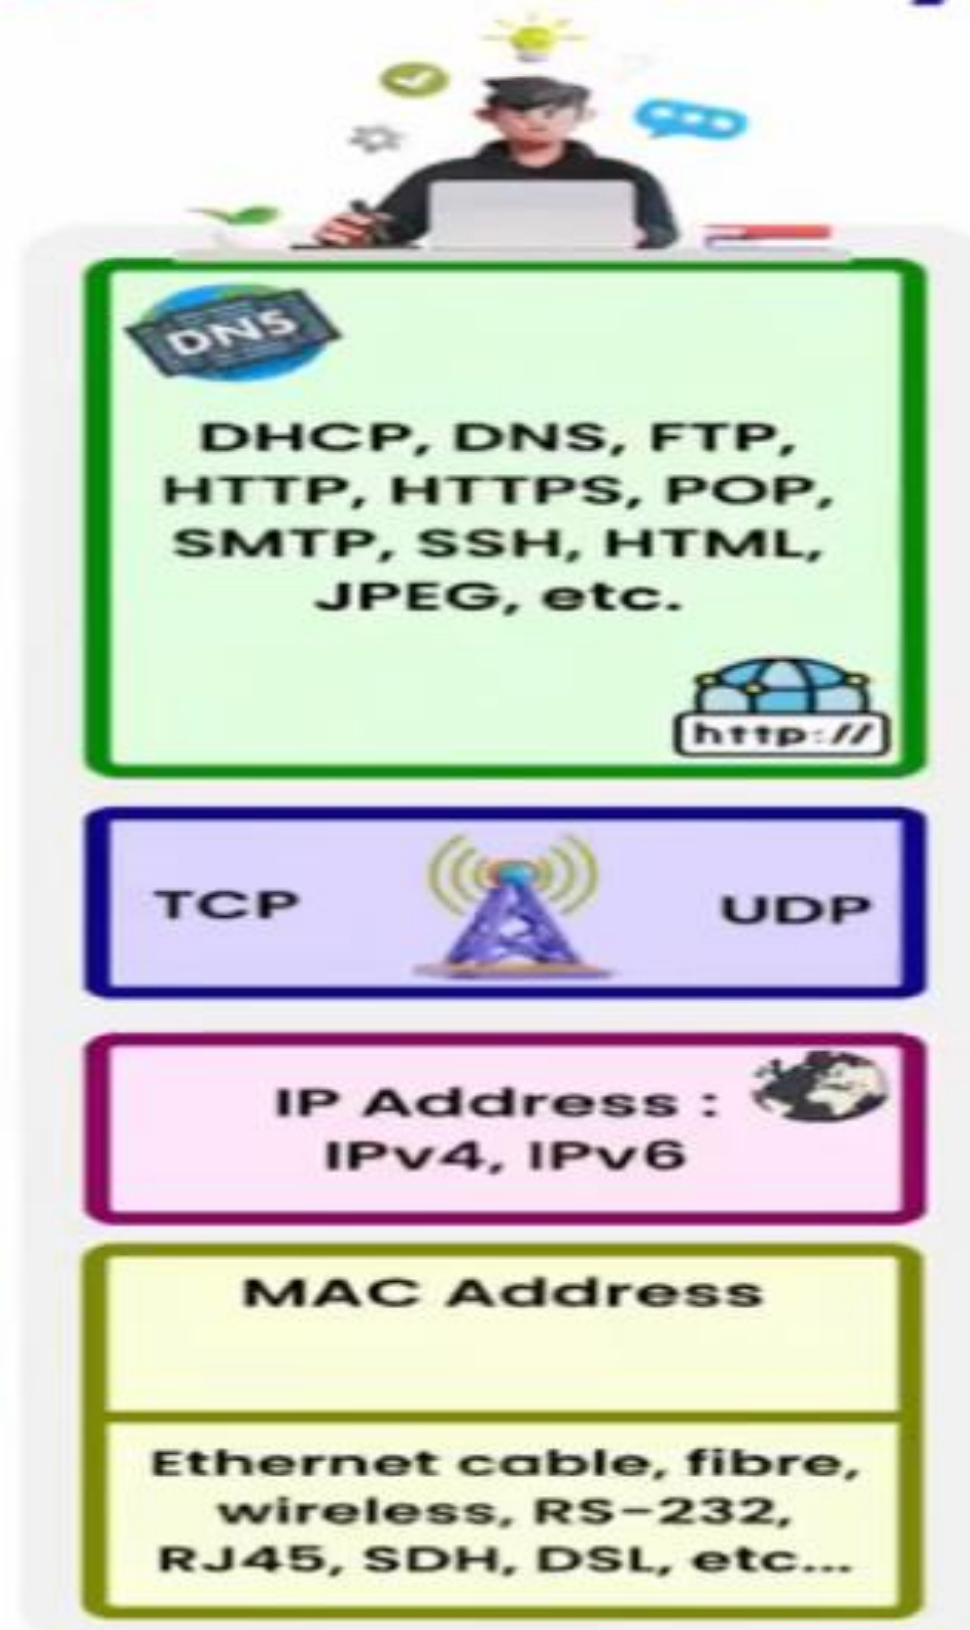 DNS
DHCP, DNS, FTP,
HTTP, HTTPS, POP,
SMTP, SSH, HTML,
JPEG, etc.
http://
TCP
UDP
IP Address :
IPv4, IPv6
MAC Address
Ethernet cable, fibre,
wireless, RS-232,
RJ45, SDH, DSL, etc...